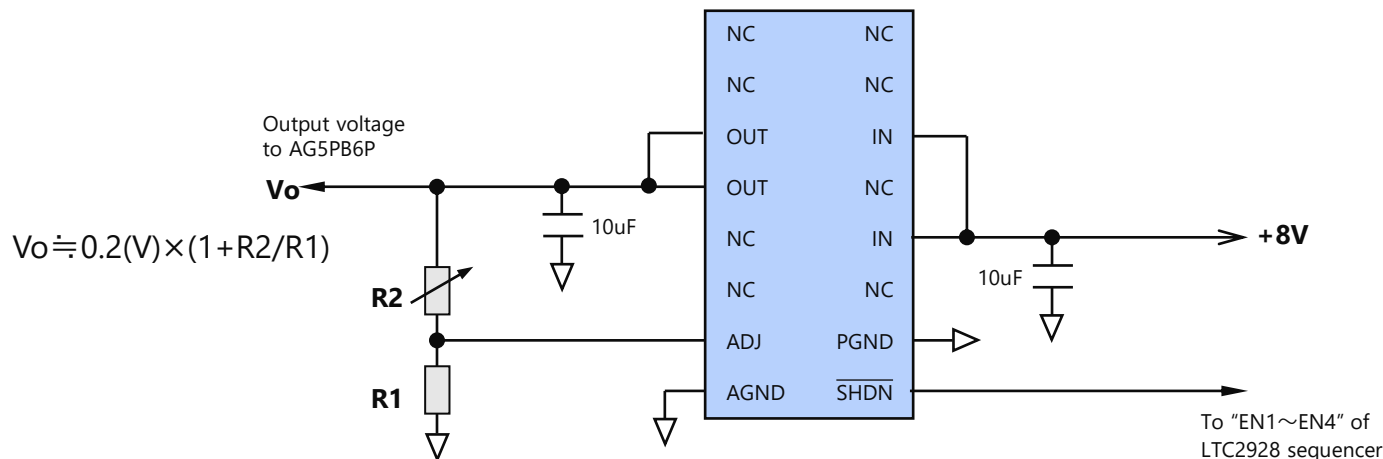 NC NC
NC NC
Output voltage
to AG5PB6P
OUT IN
Vo OUT NC
10uF
Vo≒0.2(V)×(1+R2/R1)
NC IN +8V
10uF
R2 NC NC
ADJ PGND
R1 AGND SHDN
To "EN1～EN4" of
LTC2928 sequencer